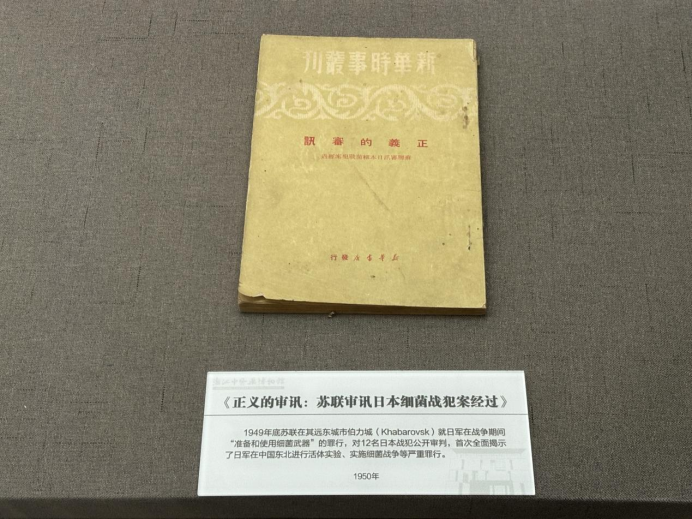 刊叢事時華新
訊審的義正
蘇聯審訊日本細菌戰犯案經過
行發店書華新
《正义的审讯：苏联审讯日本细菌战犯案经过》
1949年底苏联在其远东城市伯力城（Khabarovsk）就日军在战争期间
“准备和使用细菌武器”的罪行，对12名日本战犯公开审判，首次全面揭示
了日军在中国东北进行活体实验、实施细菌战争等严重罪行。
1950年